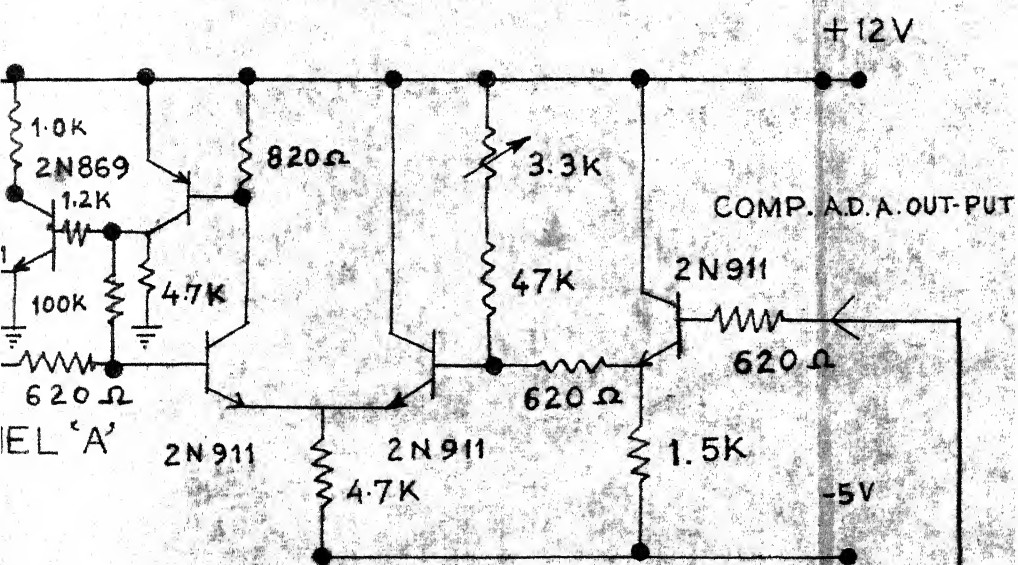 +12V
1.0K
2N869
820Ω
3.3K
1.2K
COMP. A.D.A. OUT-PUT
2N911
47K
100K
4.7K
620Ω
620Ω
620Ω
'A'
2N911
2N911
1.5K
4.7K
-5V